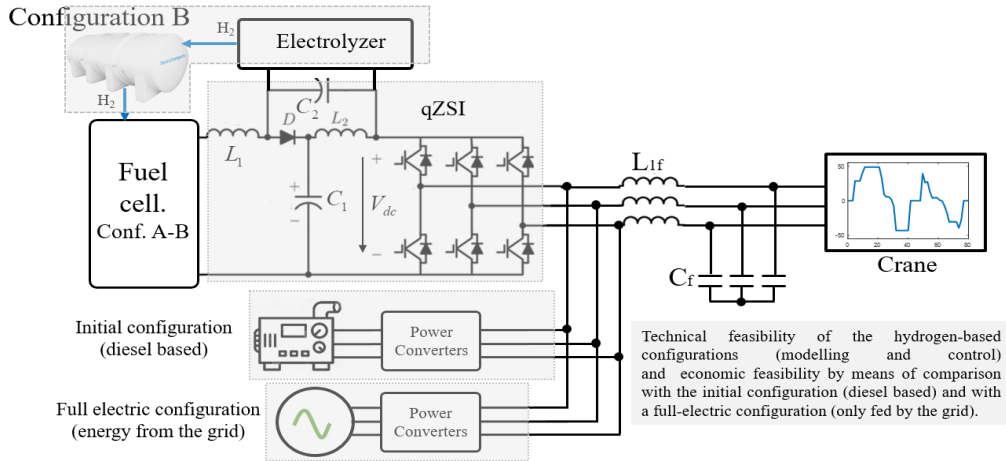 Configuration B
H2
Electrolyzer
H2
C2
qZSI
D
L2
L1
Fuel
cell.
Conf. A-B
+
C1
−
+
Vdc
−
L1f
50
0
-50
0 20 40 60 80
Crane
Cf
Initial configuration
(diesel based)
Power
Converters
Full electric configuration
(energy from the grid)
Power
Converters
Technical feasibility of the hydrogen-based
configurations (modelling and control)
and economic feasibility by means of comparison
with the initial configuration (diesel based) and with
a full-electric configuration (only fed by the grid).